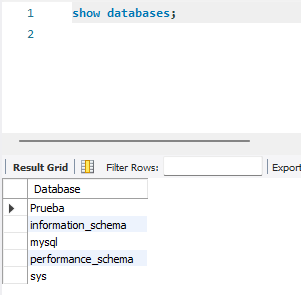 1 show databases;
2
Result Grid Filter Rows: Export
Database
Prueba
information_schema
mysql
performance_schema
sys